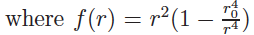 where f(r) = r²(1 − r₀⁴/r⁴)